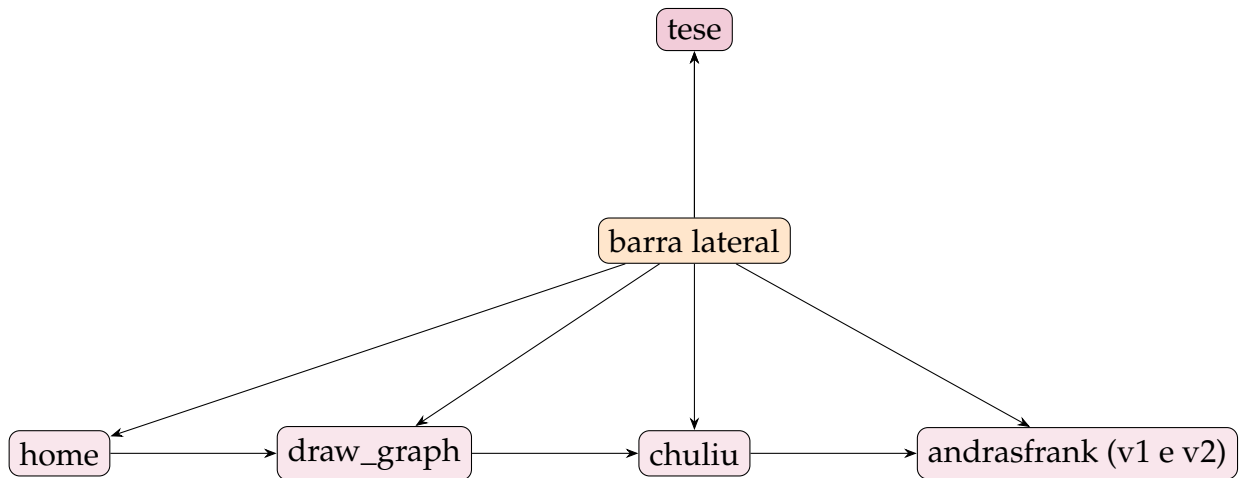 tese
barra lateral
home
draw_graph
chuliu
andrasfrank (v1 e v2)